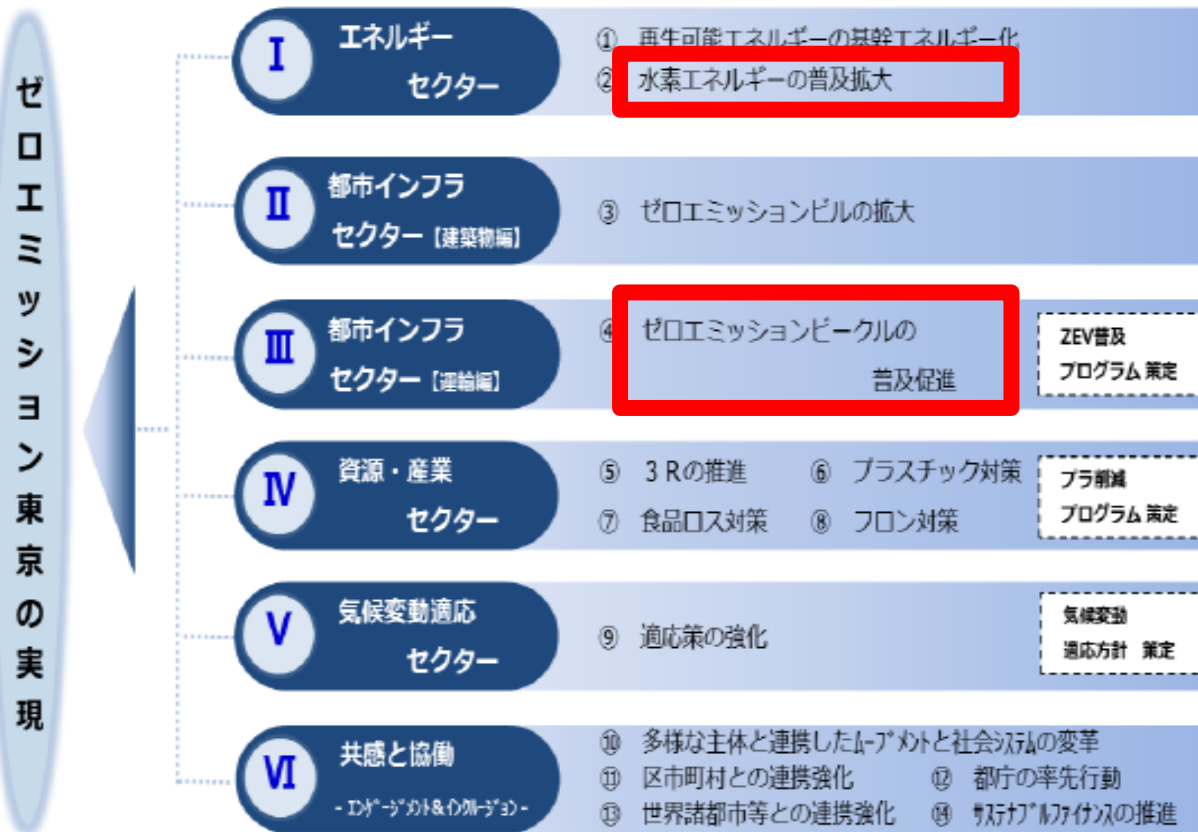 ゼロエミッション東京の実現
Ⅰ
エネルギー
セクター
① 再生可能エネルギーの基幹エネルギー化
② 水素エネルギーの普及拡大
Ⅱ
都市インフラ
セクター【建築物編】
③ ゼロエミッションビルの拡大
Ⅲ
都市インフラ
セクター【運輸編】
④ ゼロエミッションビークルの
普及促進
ZEV普及
プログラム 策定
Ⅳ
資源・産業
セクター
⑤ 3Rの推進 ⑥ プラスチック対策
⑦ 食品ロス対策 ⑧ フロン対策
プラ削減
プログラム 策定
Ⅴ
気候変動適応
セクター
⑨ 適応策の強化
気候変動
適応方針 策定
Ⅵ
共感と協働
- ｴﾝｹﾞｰｼﾞﾒﾝﾄ&ｲﾝｸﾙｰｼﾞｮﾝ -
⑩ 多様な主体と連携したﾑｰﾌﾞﾒﾝﾄと社会ｼｽﾃﾑの変革
⑪ 区市町村との連携強化 ⑫ 都庁の率先行動
⑬ 世界諸都市等との連携強化 ⑭ ｻｽﾃﾅﾌﾞﾙﾌｧｲﾅﾝｽの推進